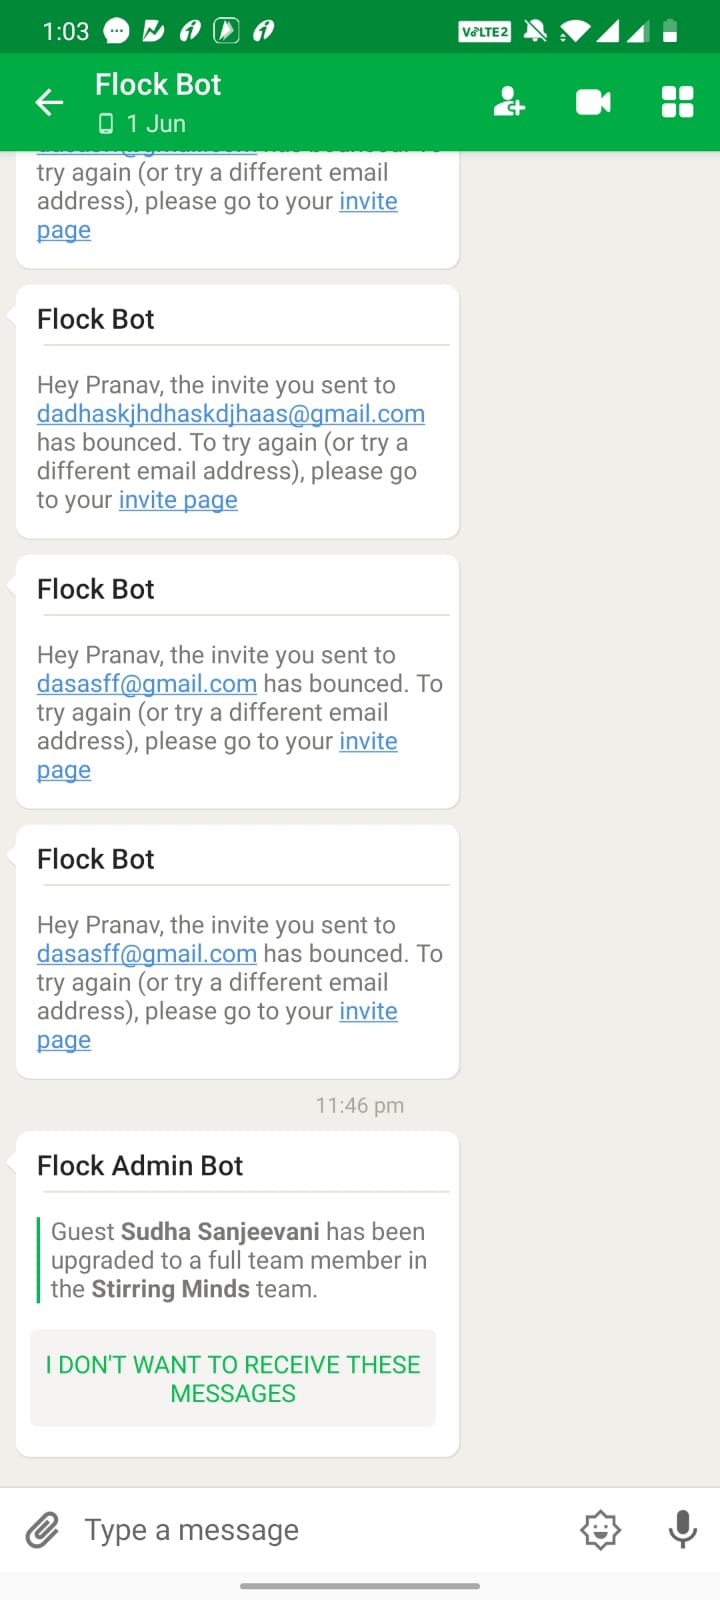 1:03
VoLTE2
Flock Bot
1 Jun
try again (or try a different email
address), please go to your invite
page
Flock Bot
Hey Pranav, the invite you sent to
dadhaskjhdhaskdjhaas@gmail.com
has bounced. To try again (or try a
different email address), please go
to your invite page
Flock Bot
Hey Pranav, the invite you sent to
dasasff@gmail.com has bounced. To
try again (or try a different email
address), please go to your invite
page
Flock Bot
Hey Pranav, the invite you sent to
dasasff@gmail.com has bounced. To
try again (or try a different email
address), please go to your invite
page
11:46 pm
Flock Admin Bot
Guest Sudha Sanjeevani has been
upgraded to a full team member in
the Stirring Minds team.
I DON'T WANT TO RECEIVE THESE
MESSAGES
Type a message